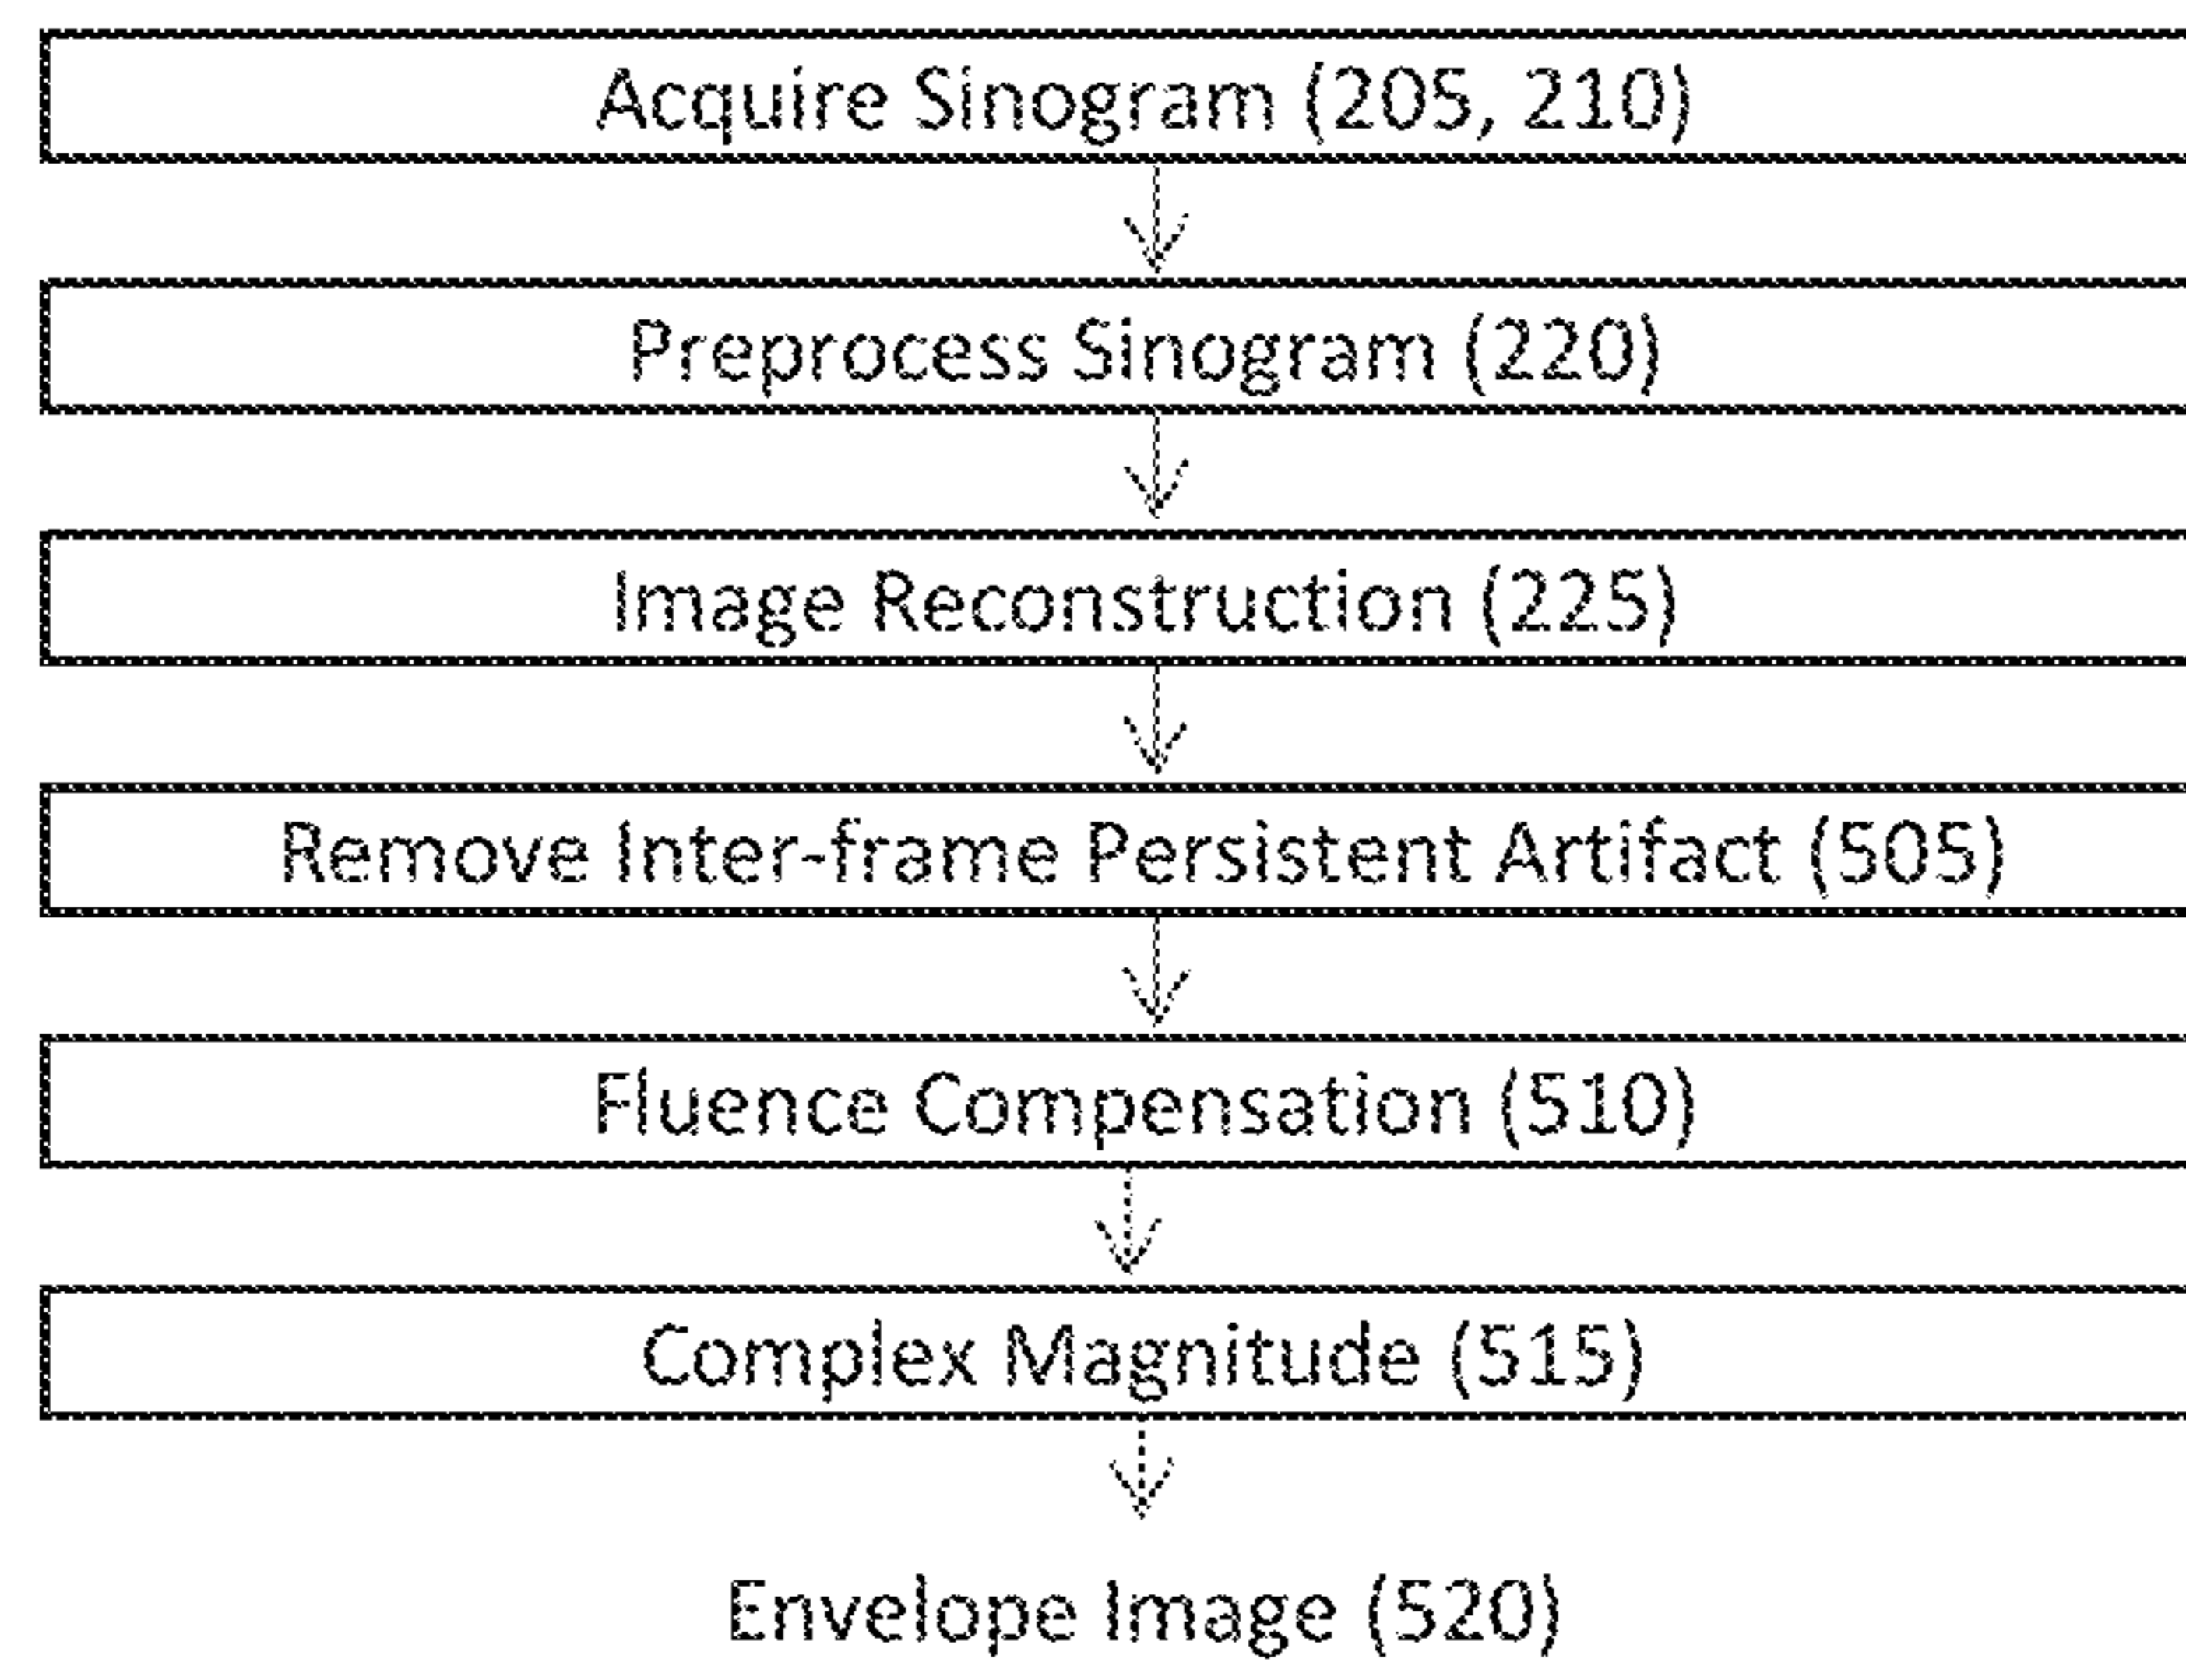 Acquire Sinogram (205, 210)
Preprocess Sinogram (220)
Image Reconstruction (225)
Remove Inter-frame Persistent Artifact (505)
Fluence Compensation (510)
Complex Magnitude (515)
Envelope Image (520)